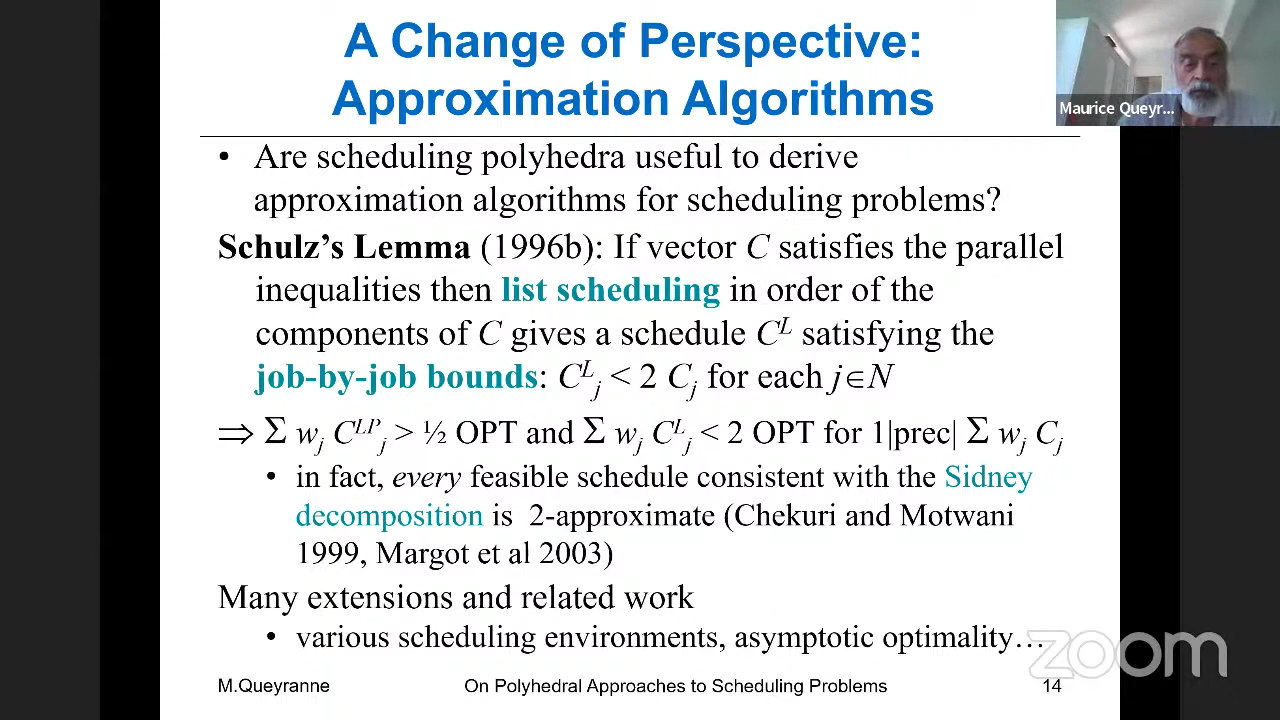 A Change of Perspective:
Approximation Algorithms
Maurice Queyr...
• Are scheduling polyhedra useful to derive
approximation algorithms for scheduling problems?
Schulz’s Lemma (1996b): If vector C satisfies the parallel
inequalities then list scheduling in order of the
components of C gives a schedule C^L satisfying the
job-by-job bounds: C^L_j < 2 C_j for each j∈N
⇒ Σ w_j C^LP_j > ½ OPT and Σ w_j C^L_j < 2 OPT for 1|prec| Σ w_j C_j
• in fact, every feasible schedule consistent with the Sidney
decomposition is 2-approximate (Chekuri and Motwani
1999, Margot et al 2003)
Many extensions and related work
• various scheduling environments, asymptotic optimality…
zoom
M.Queyranne
On Polyhedral Approaches to Scheduling Problems
14